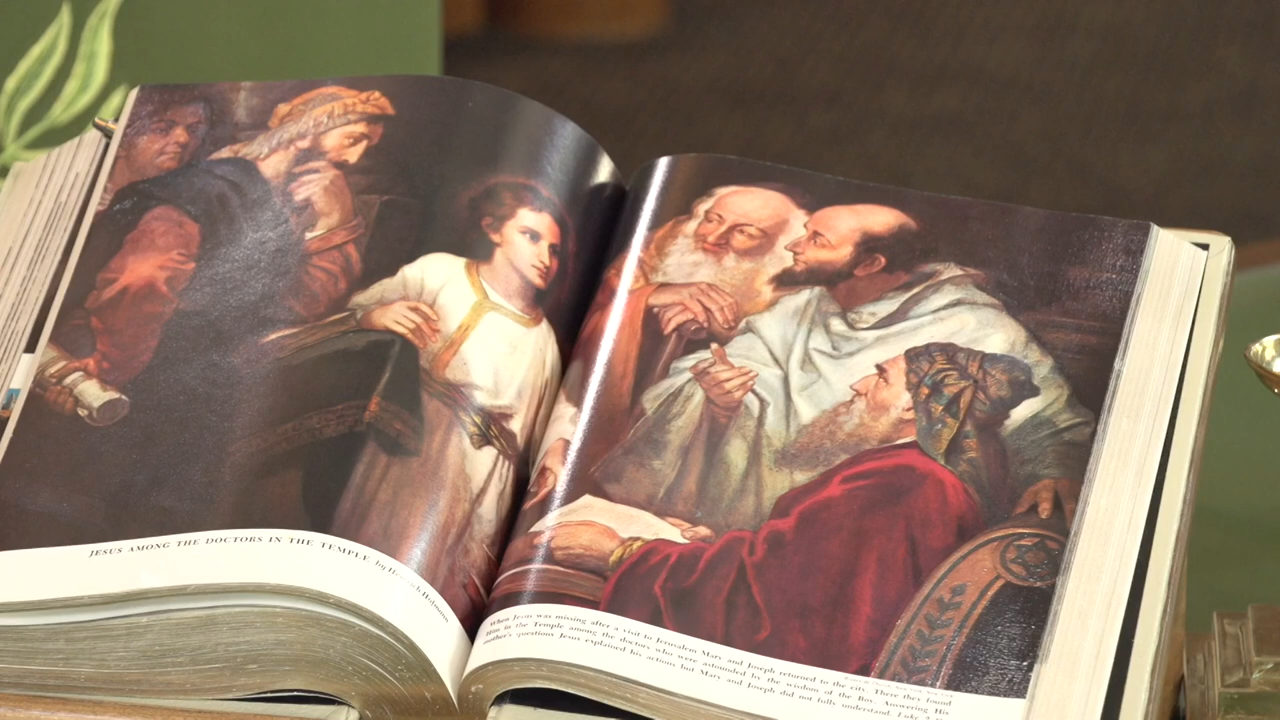 JESUS AMONG THE DOCTORS IN THE TEMPLE, by Heinrich Hofmann
When Jesus was missing after a visit to Jerusalem Mary and Joseph returned to the city. There they found
Him in the Temple among the doctors who were astounded by the wisdom of the Boy. Answering His
mother's questions Jesus explained his actions but Mary and Joseph did not fully understand. Luke 2